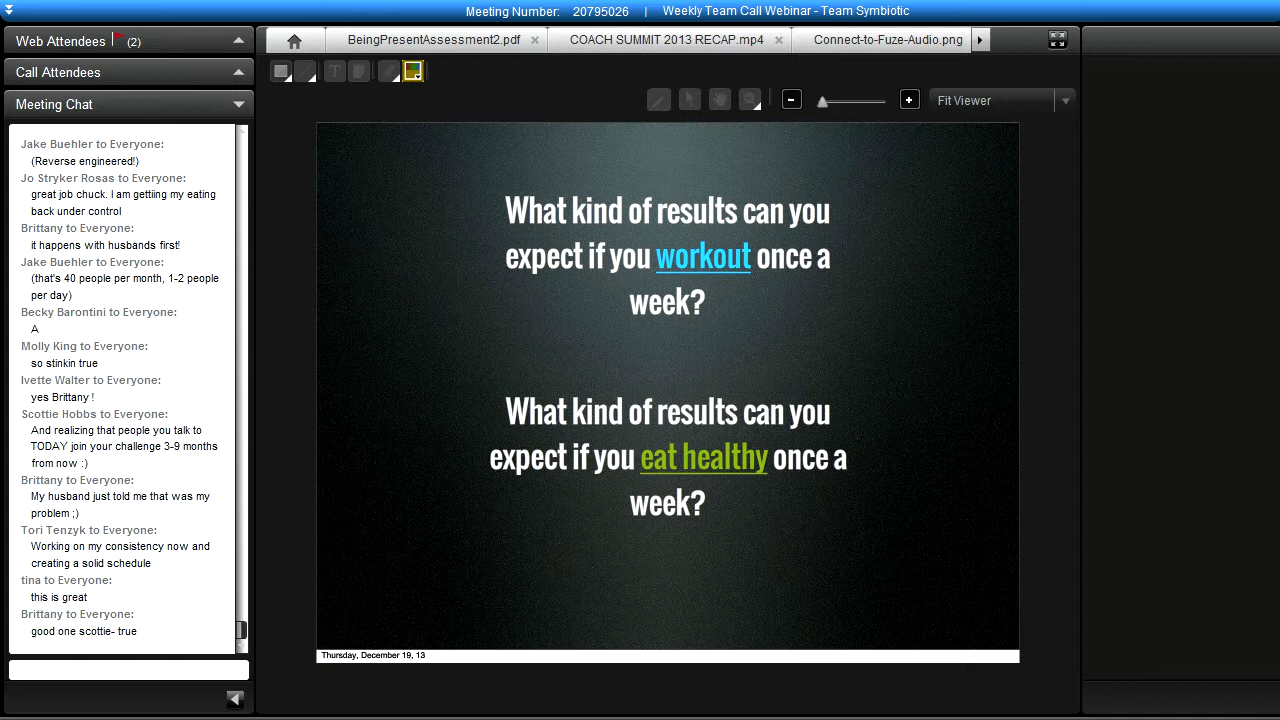 Meeting Number: 20795026 | Weekly Team Call Webinar - Team Symbiotic
Web Attendees (2)
BeingPresentAssessment2.pdf
COACH SUMMIT 2013 RECAP.mp4
Connect-to-Fuze-Audio.png
Call Attendees
Meeting Chat
Fit Viewer
Jake Buehler to Everyone:
(Reverse engineered!)
Jo Stryker Rosas to Everyone:
great job chuck. I am gettiing my eating
back under control
Brittany to Everyone:
it happens with husbands first!
Jake Buehler to Everyone:
(that's 40 people per month, 1-2 people
per day)
Becky Barontini to Everyone:
A
Molly King to Everyone:
so stinkin true
Ivette Walter to Everyone:
yes Brittany !
Scottie Hobbs to Everyone:
And realizing that people you talk to
TODAY join your challenge 3-9 months
from now :)
Brittany to Everyone:
My husband just told me that was my
problem ;)
Tori Tenzyk to Everyone:
Working on my consistency now and
creating a solid schedule
tina to Everyone:
this is great
Brittany to Everyone:
good one scottie- true
What kind of results can you
expect if you workout once a
week?
What kind of results can you
expect if you eat healthy once a
week?
Thursday, December 19, 13